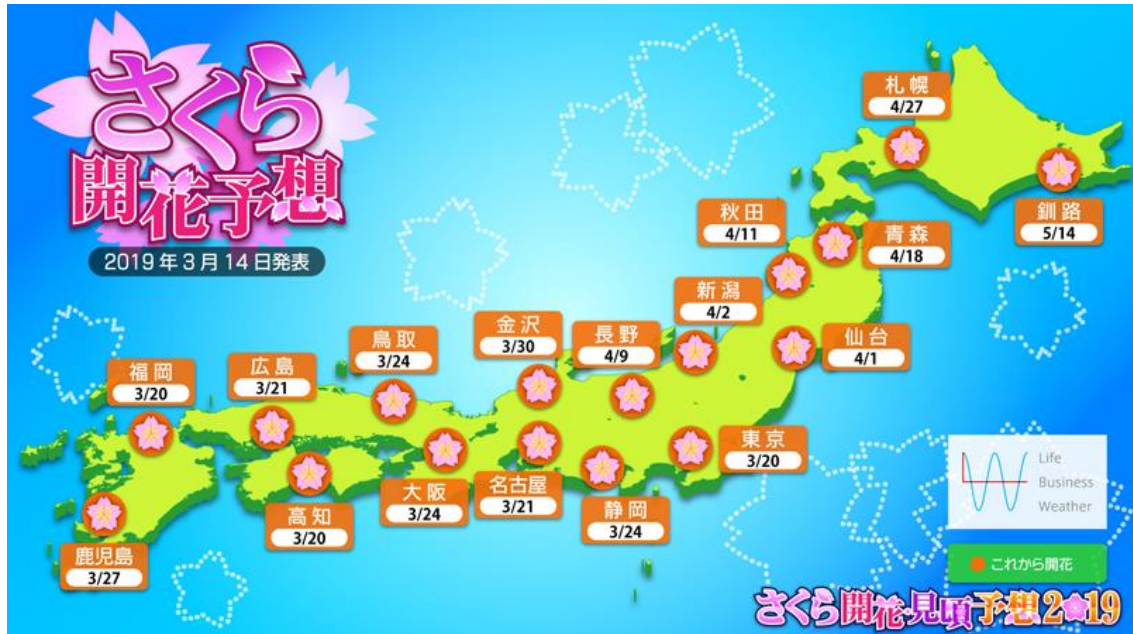 さくら
開花予想
2019年3月14日発表
札幌
4/27
釧路
5/14
秋田
4/11
青森
4/18
新潟
4/2
仙台
4/1
金沢
3/30
長野
4/9
鳥取
3/24
広島
3/21
福岡
3/20
東京
3/20
大阪
3/24
名古屋
3/21
静岡
3/24
高知
3/20
鹿児島
3/27
Life
Business
Weather
これから開花
さくら開花見頃予想2019